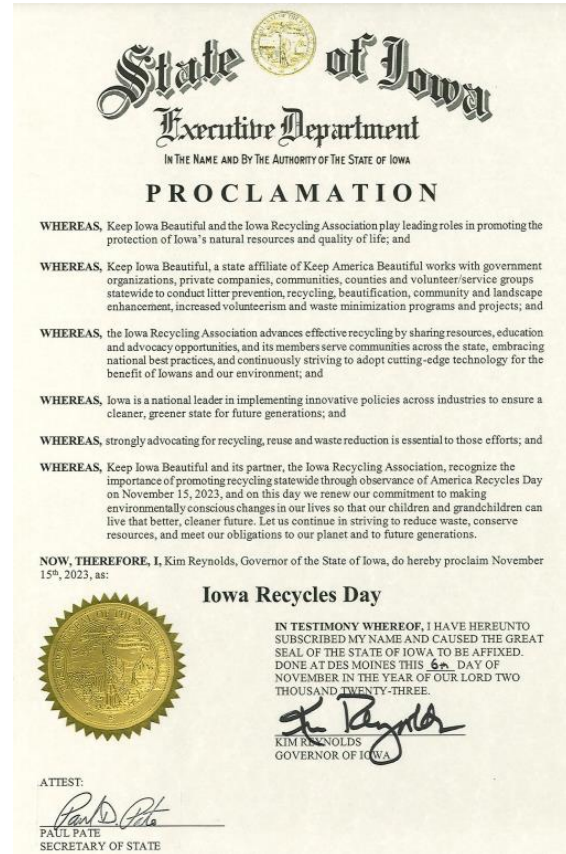 State of Iowa
Executive Department
IN THE NAME AND BY THE AUTHORITY OF THE STATE OF IOWA
PROCLAMATION
WHEREAS, Keep Iowa Beautiful and the Iowa Recycling Association play leading roles in promoting the
protection of Iowa's natural resources and quality of life; and
WHEREAS, Keep Iowa Beautiful, a state affiliate of Keep America Beautiful works with government
organizations, private companies, communities, counties and volunteer/service groups
statewide to conduct litter prevention, recycling, beautification, community and landscape
enhancement, increased volunteerism and waste minimization programs and projects; and
WHEREAS, the Iowa Recycling Association advances effective recycling by sharing resources, education
and advocacy opportunities, and its members serve communities across the state, embracing
national best practices, and continuously striving to adopt cutting-edge technology for the
benefit of Iowans and our environment; and
WHEREAS, Iowa is a national leader in implementing innovative policies across industries to ensure a
cleaner, greener state for future generations; and
WHEREAS, strongly advocating for recycling, reuse and waste reduction is essential to those efforts; and
WHEREAS, Keep Iowa Beautiful and its partner, the Iowa Recycling Association, recognize the
importance of promoting recycling statewide through observance of America Recycles Day
on November 15, 2023, and on this day we renew our commitment to making
environmentally conscious changes in our lives so that our children and grandchildren can
live that better, cleaner future. Let us continue in striving to reduce waste, conserve
resources, and meet our obligations to our planet and to future generations.
NOW, THEREFORE, I, Kim Reynolds, Governor of the State of Iowa, do hereby proclaim November
15th, 2023, as:
Iowa Recycles Day
IN TESTIMONY WHEREOF, I HAVE HEREUNTO
SUBSCRIBED MY NAME AND CAUSED THE GREAT
SEAL OF THE STATE OF IOWA TO BE AFFIXED.
DONE AT DES MOINES THIS 6th DAY OF
NOVEMBER IN THE YEAR OF OUR LORD TWO
THOUSAND TWENTY-THREE.
Kim Reynolds
KIM REYNOLDS
GOVERNOR OF IOWA
ATTEST:
Paul D. Pate
PAUL PATE
SECRETARY OF STATE